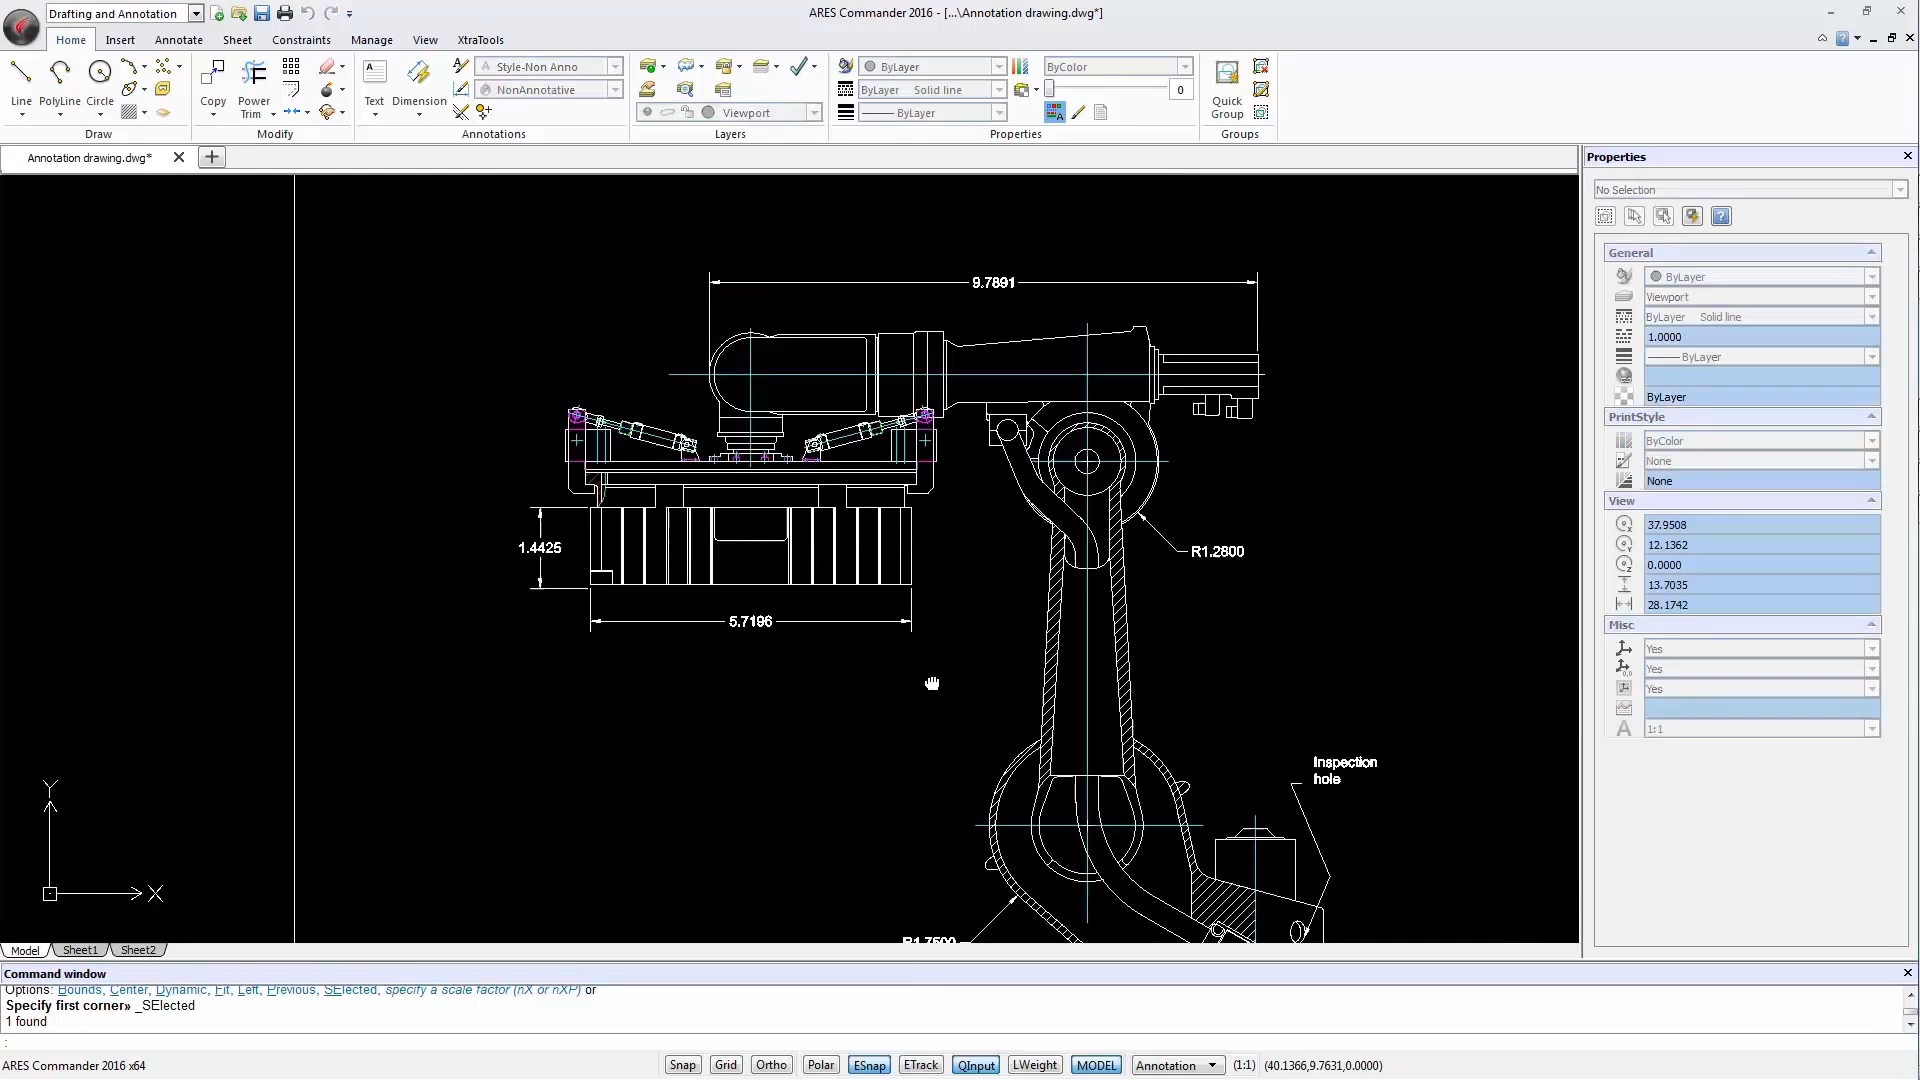 Drafting and Annotation
ARES Commander 2016 - [...\Annotation drawing.dwg*]
Home Insert Annotate Sheet Constraints Manage View XtraTools
Line PolyLine Circle
Draw
Copy Power Trim
Modify
Text Dimension
A Style-Non Anno
NonAnnotative
Annotations
Viewport
Layers
ByLayer
ByLayer Solid line
ByLayer
ByColor
0
Properties
Quick Group
Groups
Annotation drawing.dwg*
9.7891
1.4425
5.7196
R1.2800
Inspection
hole
R1.7500
Y
X
Properties
No Selection
General
ByLayer
Viewport
ByLayer Solid line
1.0000
ByLayer
ByLayer
PrintStyle
ByColor
None
None
View
37.9508
12.1362
0.0000
13.7035
28.1742
Misc
Yes
Yes
Yes
1:1
Model Sheet1 Sheet2
Command window
Options: Bounds, Center, Dynamic, Fit, Left, Previous, SElected, specify a scale factor (nX or nXP) or
Specify first corner» _SElected
1 found
:
ARES Commander 2016 x64
Snap Grid Ortho Polar ESnap ETrack QInput LWeight MODEL Annotation (1:1) (40.1366,9.7631,0.0000)